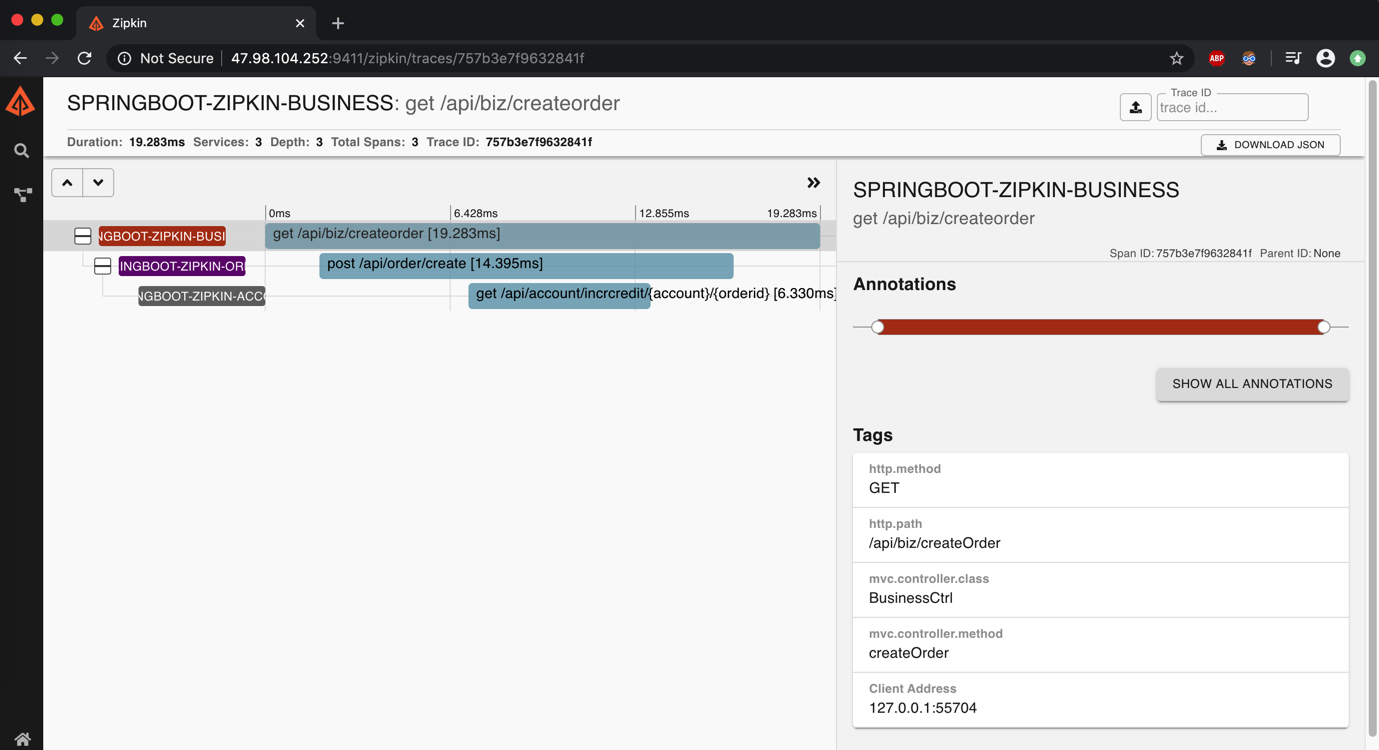 Zipkin
Not Secure 47.98.104.252:9411/zipkin/traces/757b3e7f9632841f
ABP
SPRINGBOOT-ZIPKIN-BUSINESS: get /api/biz/createorder
Trace ID
trace id...
Duration: 19.283ms Services: 3 Depth: 3 Total Spans: 3 Trace ID: 757b3e7f9632841f
DOWNLOAD JSON
0ms 6.428ms 12.855ms 19.283ms
NGBOOT-ZIPKIN-BUSI get /api/biz/createorder [19.283ms]
INGBOOT-ZIPKIN-OR post /api/order/create [14.395ms]
NGBOOT-ZIPKIN-ACCO get /api/account/incrcredit/{account}/{orderid} [6.330ms]
SPRINGBOOT-ZIPKIN-BUSINESS
get /api/biz/createorder
Span ID: 757b3e7f9632841f Parent ID: None
Annotations
SHOW ALL ANNOTATIONS
Tags
http.method
GET
http.path
/api/biz/createOrder
mvc.controller.class
BusinessCtrl
mvc.controller.method
createOrder
Client Address
127.0.0.1:55704